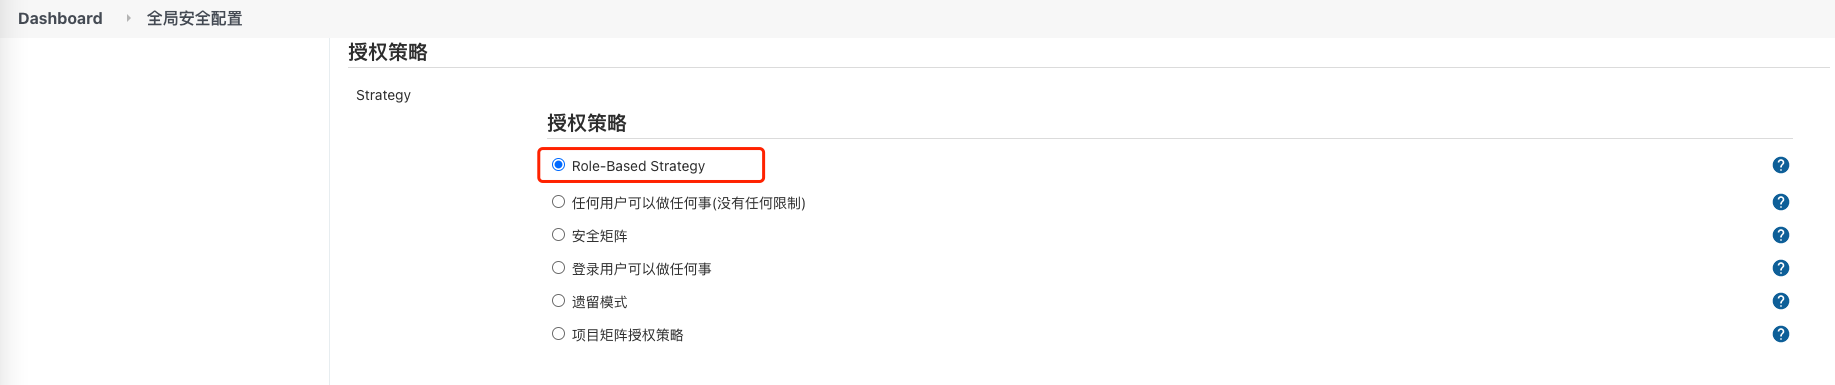 Dashboard 全局安全配置
授权策略
Strategy
授权策略
Role-Based Strategy
任何用户可以做任何事(没有任何限制)
安全矩阵
登录用户可以做任何事
遗留模式
项目矩阵授权策略